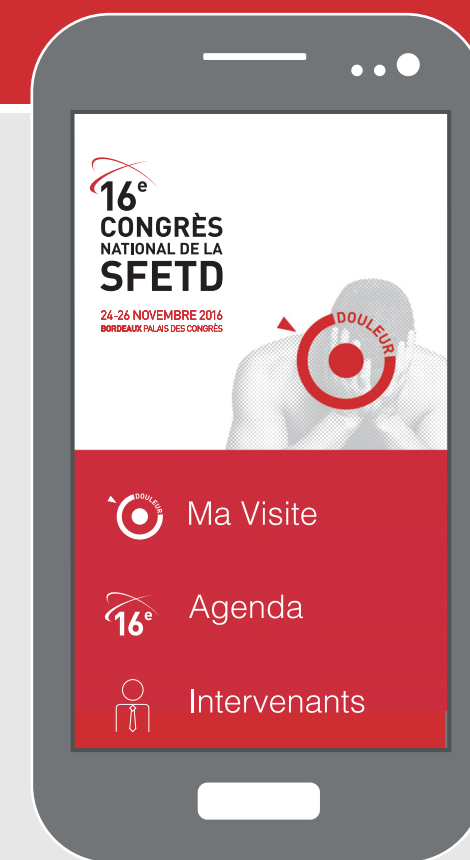 16e
CONGRÈS
NATIONAL DE LA
SFETD
24-26 NOVEMBRE 2016
BORDEAUX PALAIS DES CONGRÈS
DOULEUR
DOULEUR
Ma Visite
16e
Agenda
Intervenants